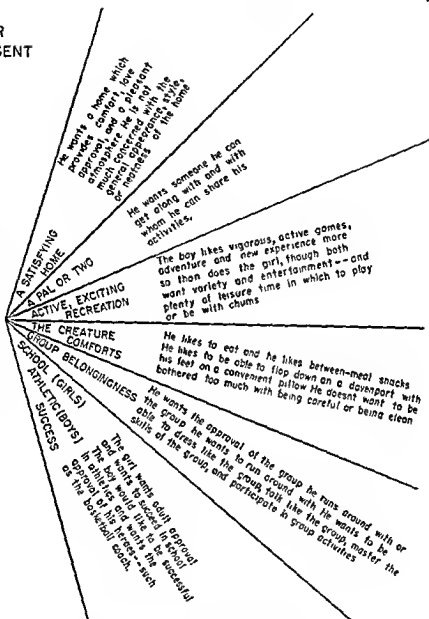 R
SENT
He wants a home which
provides comfort, love
approval, and a pleasant
atmosphere He is not
much concerned with the
general appearance, style,
or neatness of the home
A SATISFYING
HOME
He wants someone he can
get along with and with
whom he can share his
activities,
A PAL OR TWO
The boy likes vigorous, active games,
adventure and new experience more
so than does the girl, though both
want variety and entertainment--and
plenty of leisure time in which to play
or be with chums
ACTIVE, EXCITING
RECREATION
THE CREATURE
COMFORTS
He likes to eat and he likes between-meal snacks
He likes to be able to flop down on a davenport with
his feet on a convenient pillow He doesnt want to be
bothered too much with being careful or being clean
GROUP BELONGINGNESS
He wants the approval of the group he runs around with or
the group he wants to run around with He wants to be
able to dress like the group, talk like the group, master the
skills of the group, and participate in group activities
SCHOOL (GIRLS)
ATHLETIC (BOYS)
SUCCESS
The girl wants adult approval
and wants to succeed in school
The boy would like to be successful
in athletics and wants the
approval of his heroes--such
as the basketball coach.